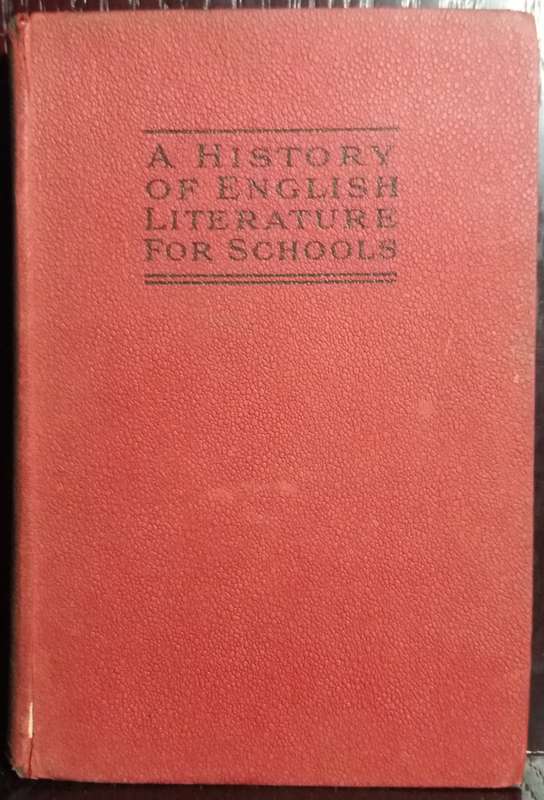 A HISTORY
OF ENGLISH
LITERATURE
FOR SCHOOLS